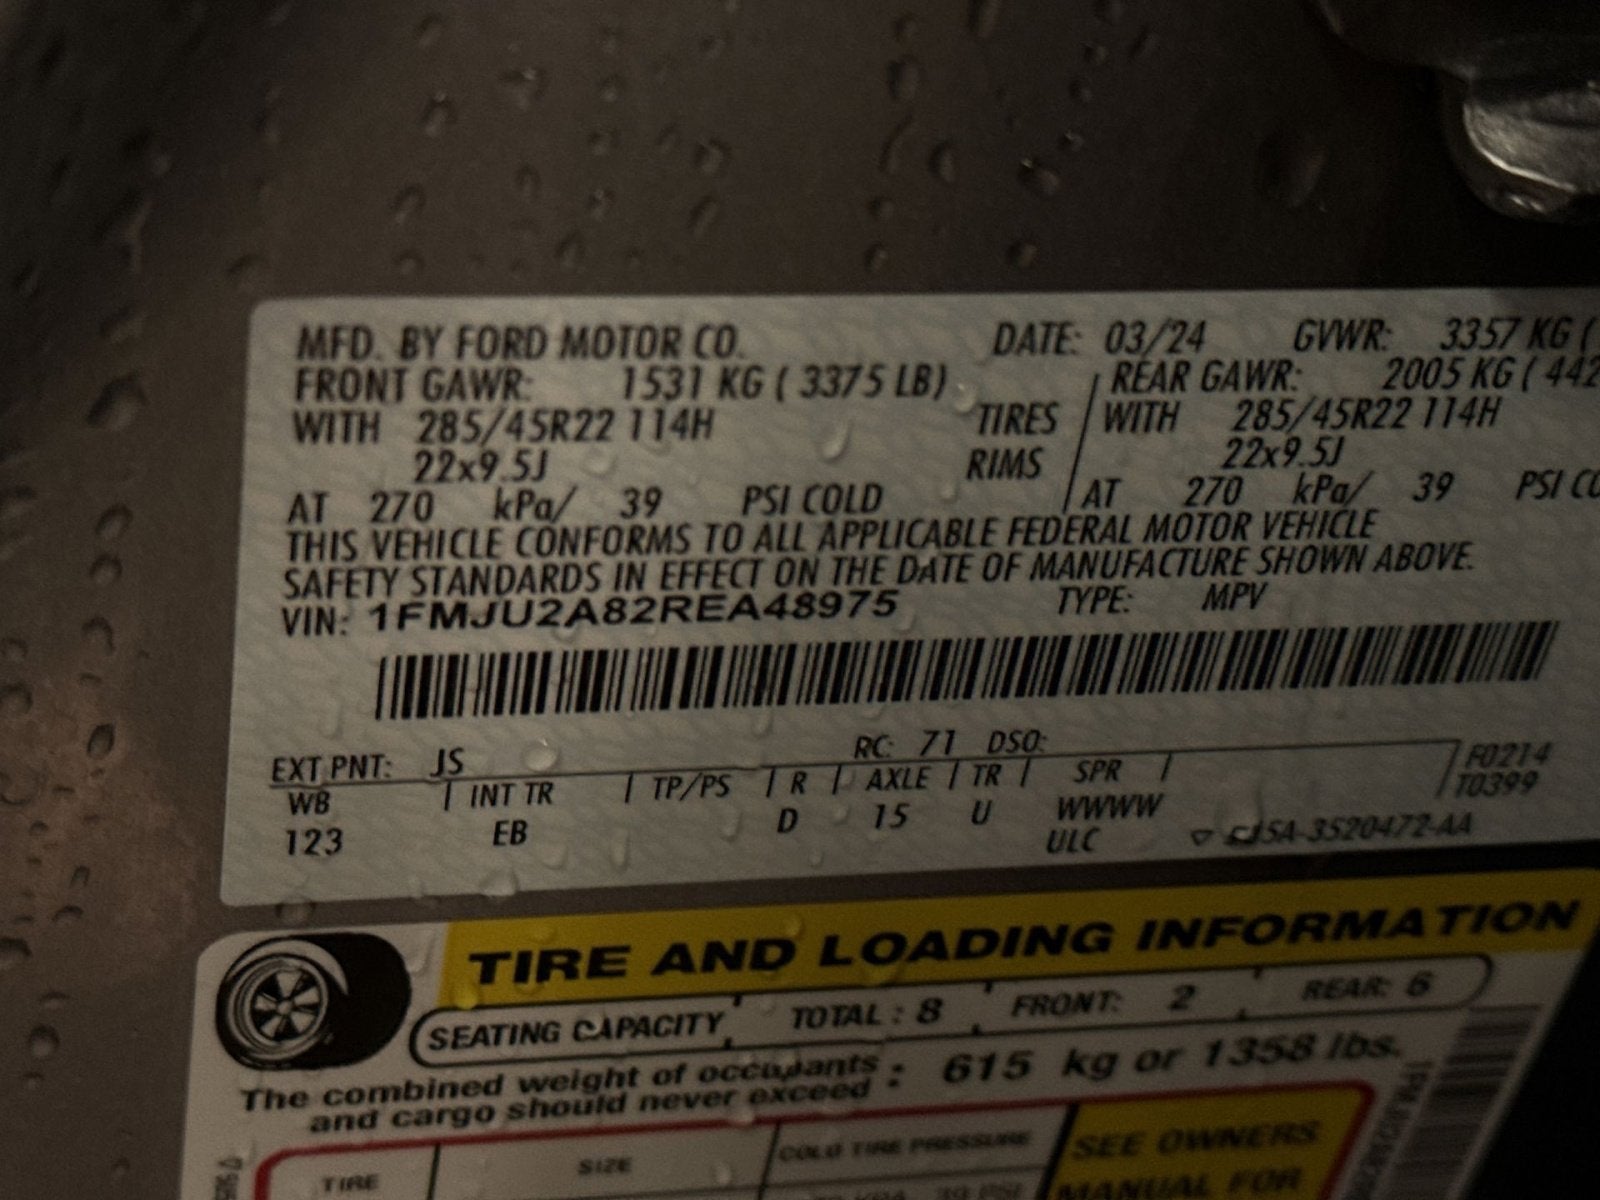 MFD. BY FORD MOTOR CO. DATE: 03/24 GVWR: 3357 KG (
FRONT GAWR: 1531 KG ( 3375 LB) REAR GAWR: 2005 KG ( 442
WITH 285/45R22 114H TIRES WITH 285/45R22 114H
22x9.5J RIMS 22x9.5J
AT 270 kPa/ 39 PSI COLD AT 270 kPa/ 39 PSI CO
THIS VEHICLE CONFORMS TO ALL APPLICABLE FEDERAL MOTOR VEHICLE
SAFETY STANDARDS IN EFFECT ON THE DATE OF MANUFACTURE SHOWN ABOVE.
VIN: 1FMJU2A82REA48975 TYPE: MPV
EXT PNT: JS RC: 71 DSO:
WB | INT TR | TP/PS | R | AXLE | TR | SPR | F0214
T0399
123 EB D 15 U WWWW
ULC
TIRE AND LOADING INFORMATION
SEATING CAPACITY TOTAL : 8 FRONT: 2 REAR: 6
The combined weight of occupants : 615 kg or 1358 lbs.
and cargo should never exceed
TIRE SIZE COLD TIRE PRESSURE SEE OWNERS
MANUAL FOR